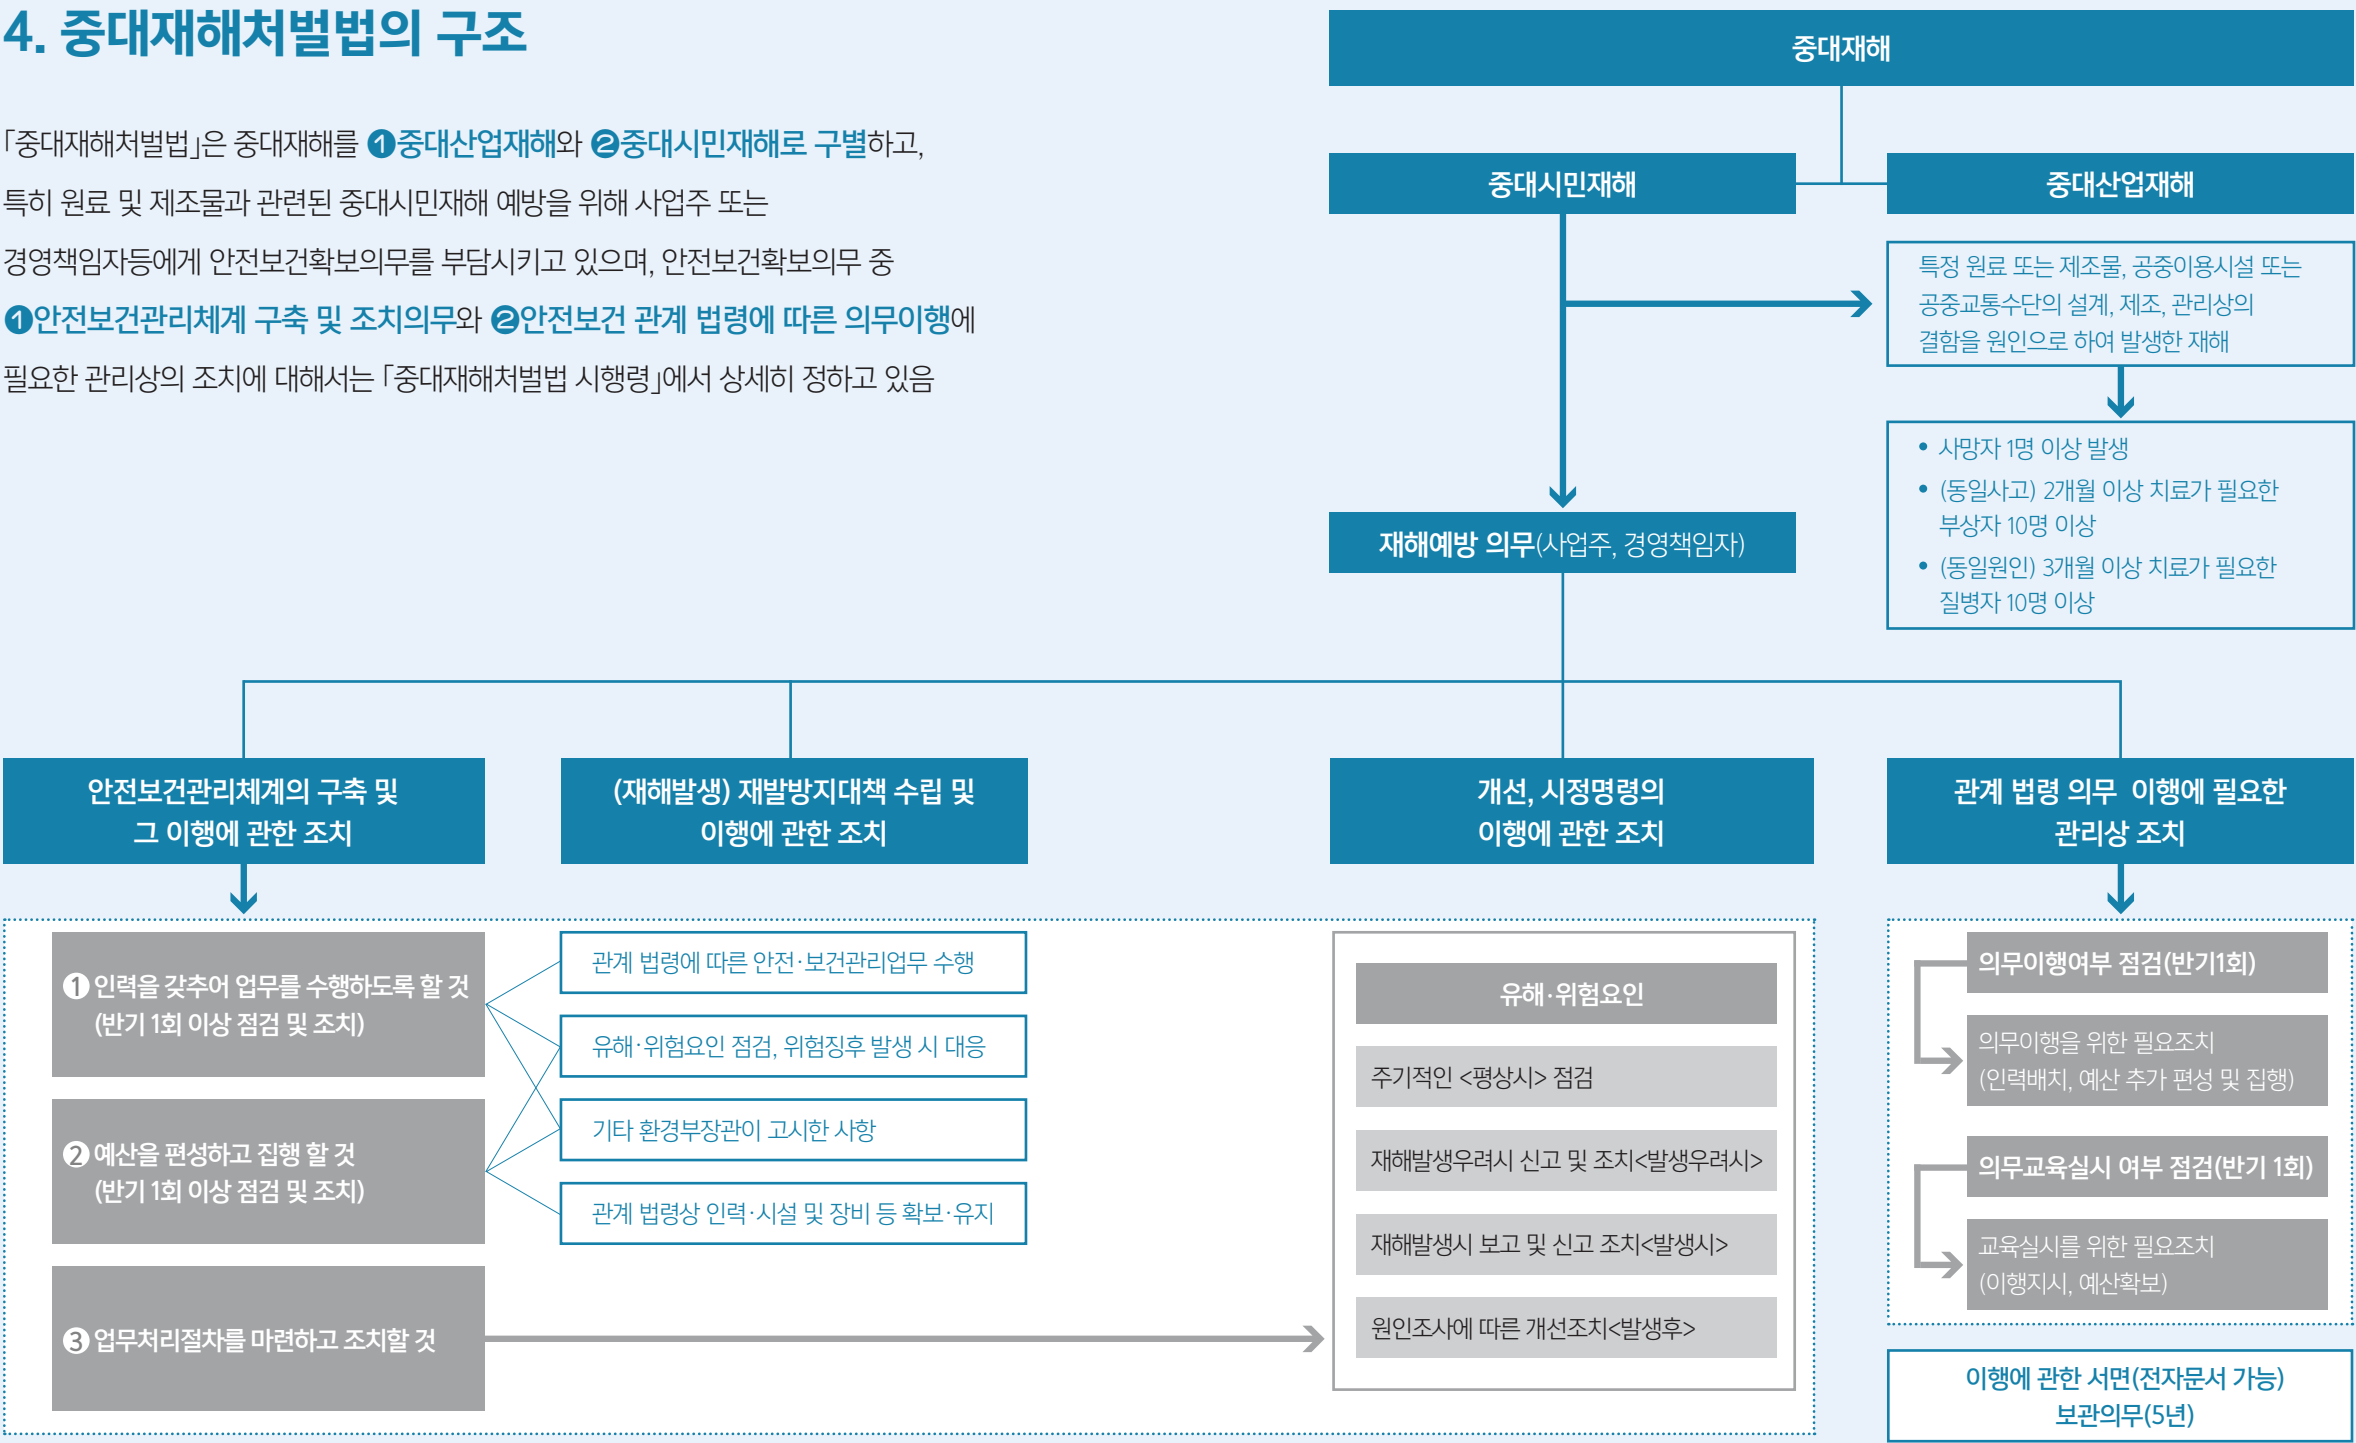 4. 중대재해처벌법의 구조
「중대재해처벌법」은 중대재해를 ❶중대산업재해와 ❷중대시민재해로 구별하고,
특히 원료 및 제조물과 관련된 중대시민재해 예방을 위해 사업주 또는
경영책임자등에게 안전보건확보의무를 부담시키고 있으며, 안전보건확보의무 중
❶안전보건관리체계 구축 및 조치의무와 ❷안전보건 관계 법령에 따른 의무이행에
필요한 관리상의 조치에 대해서는 「중대재해처벌법 시행령」에서 상세히 정하고 있음
중대재해
중대시민재해
중대산업재해
특정 원료 또는 제조물, 공중이용시설 또는
공중교통수단의 설계, 제조, 관리상의
결함을 원인으로 하여 발생한 재해
• 사망자 1명 이상 발생
• (동일사고) 2개월 이상 치료가 필요한
부상자 10명 이상
• (동일원인) 3개월 이상 치료가 필요한
질병자 10명 이상
재해예방 의무(사업주, 경영책임자)
안전보건관리체계의 구축 및
그 이행에 관한 조치
(재해발생) 재발방지대책 수립 및
이행에 관한 조치
개선, 시정명령의
이행에 관한 조치
관계 법령 의무 이행에 필요한
관리상 조치
❶ 인력을 갖추어 업무를 수행하도록 할 것
(반기 1회 이상 점검 및 조치)
❷ 예산을 편성하고 집행 할 것
(반기 1회 이상 점검 및 조치)
❸ 업무처리절차를 마련하고 조치할 것
관계 법령에 따른 안전·보건관리업무 수행
유해·위험요인 점검, 위험징후 발생 시 대응
기타 환경부장관이 고시한 사항
관계 법령상 인력·시설 및 장비 등 확보·유지
유해·위험요인
주기적인 <평상시> 점검
재해발생우려시 신고 및 조치<발생우려시>
재해발생시 보고 및 신고 조치<발생시>
원인조사에 따른 개선조치<발생후>
의무이행여부 점검(반기1회)
의무이행을 위한 필요조치
(인력배치, 예산 추가 편성 및 집행)
의무교육실시 여부 점검(반기 1회)
교육실시를 위한 필요조치
(이행지시, 예산확보)
이행에 관한 서면(전자문서 가능)
보관의무(5년)